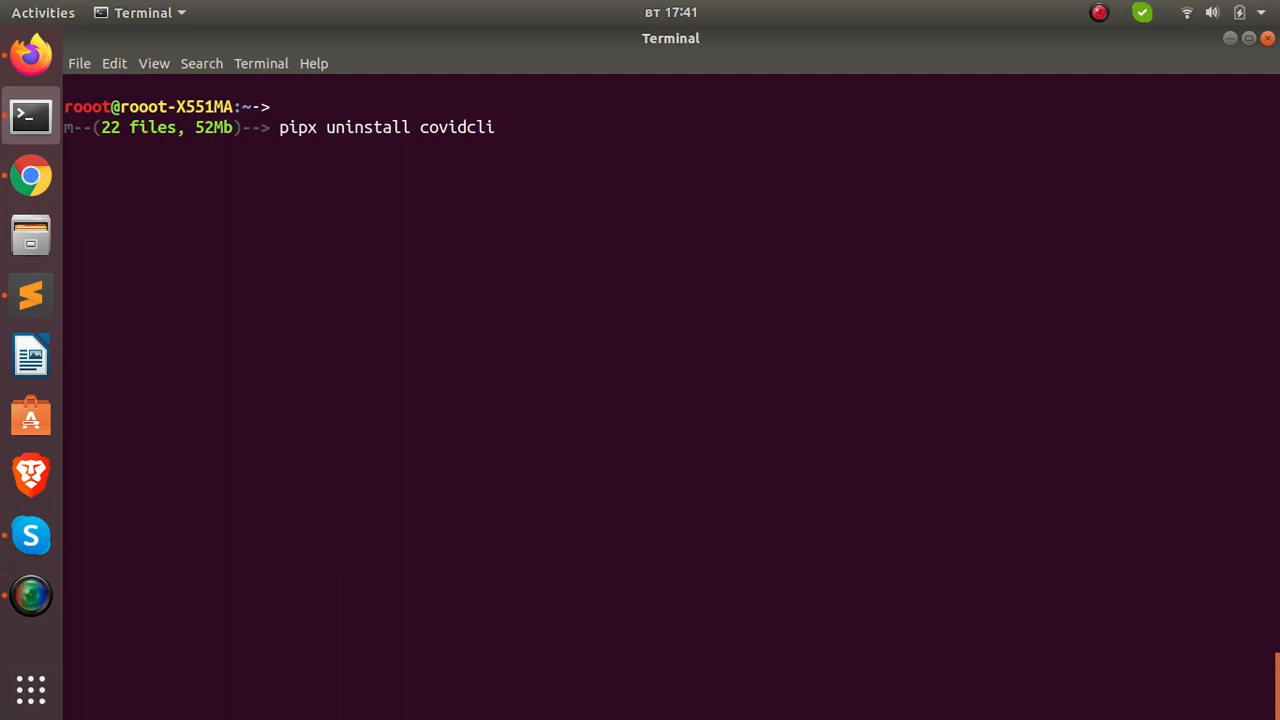 Activities Terminal вт 17:41
Terminal
File Edit View Search Terminal Help
rooot@rooot-X551MA:~->
m--(22 files, 52Mb)--> pipx uninstall covidcli